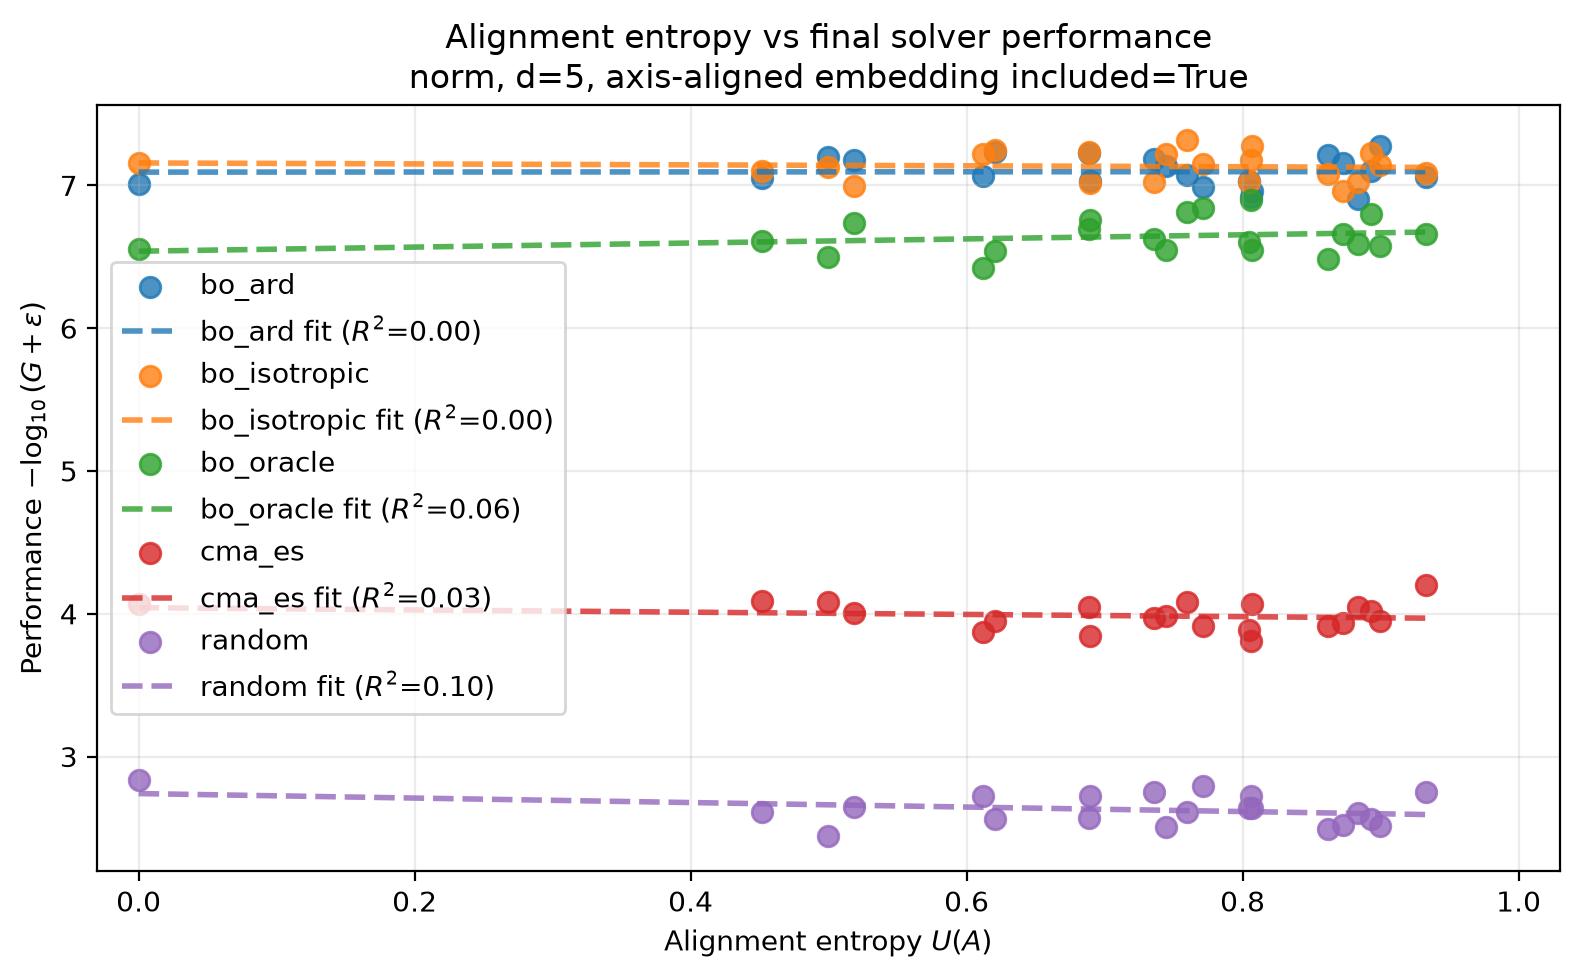 Alignment entropy vs final solver performance
norm, d=5, axis-aligned embedding included=True
Performance −log₁₀(G + ε)
7
6
5
4
3
bo_ard
bo_ard fit (R²=0.00)
bo_isotropic
bo_isotropic fit (R²=0.00)
bo_oracle
bo_oracle fit (R²=0.06)
cma_es
cma_es fit (R²=0.03)
random
random fit (R²=0.10)
0.0 0.2 0.4 0.6 0.8 1.0
Alignment entropy U(A)